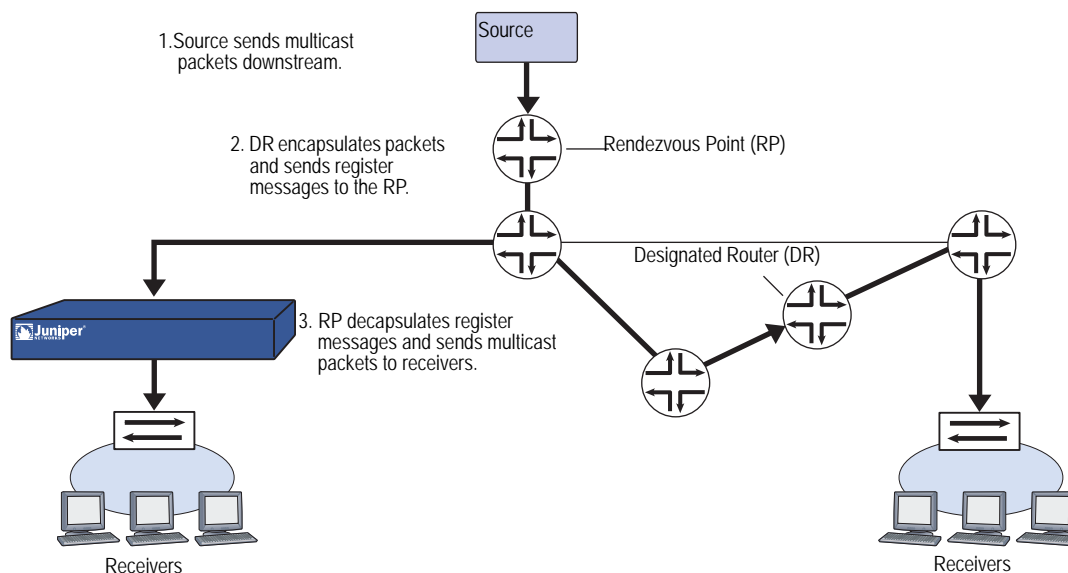 Source
1.Source sends multicast
packets downstream.
2. DR encapsulates packets
and sends register
messages to the RP.
Rendezvous Point (RP)
Designated Router (DR)
Juniper®
NETWORKS
3. RP decapsulates register
messages and sends multicast
packets to receivers.
Receivers
Receivers